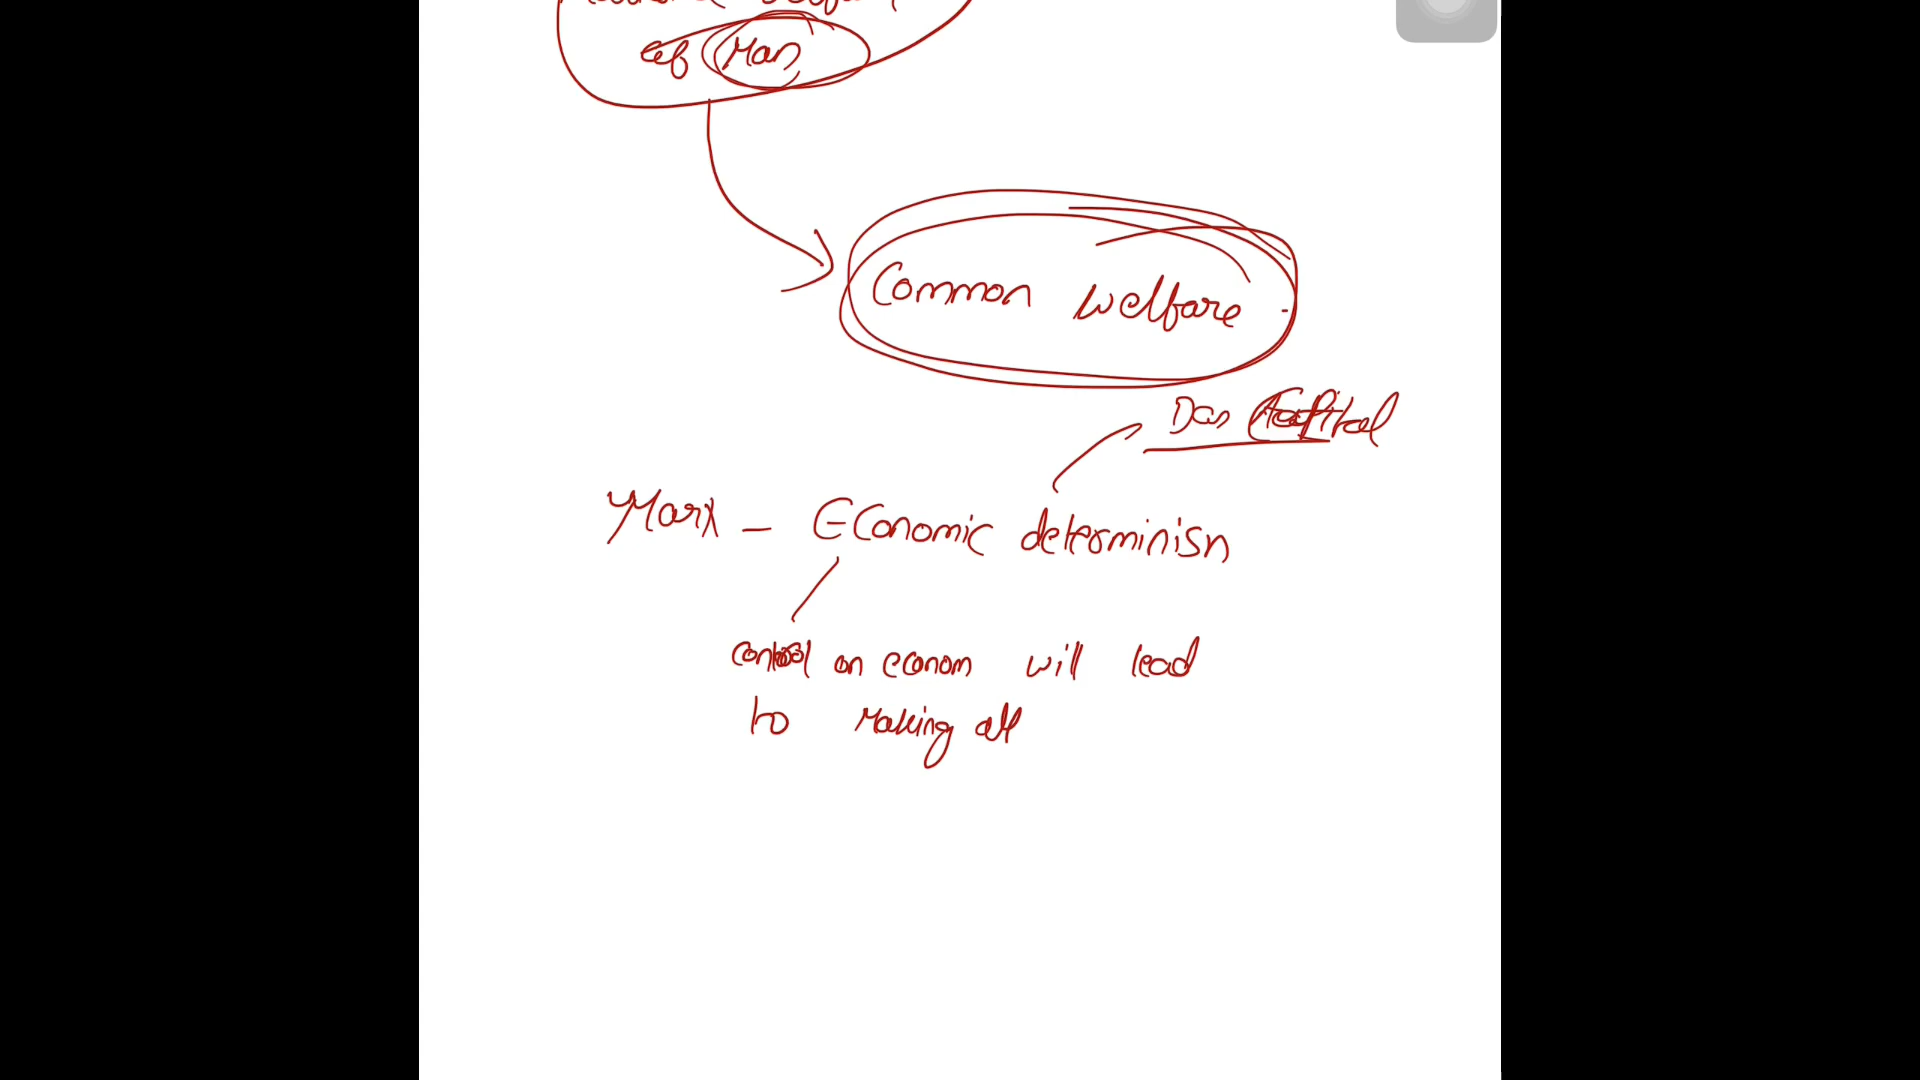 of Man
Common welfare
Das Kapital
Marx - Economic determinism
control on econom will lead
to Making all